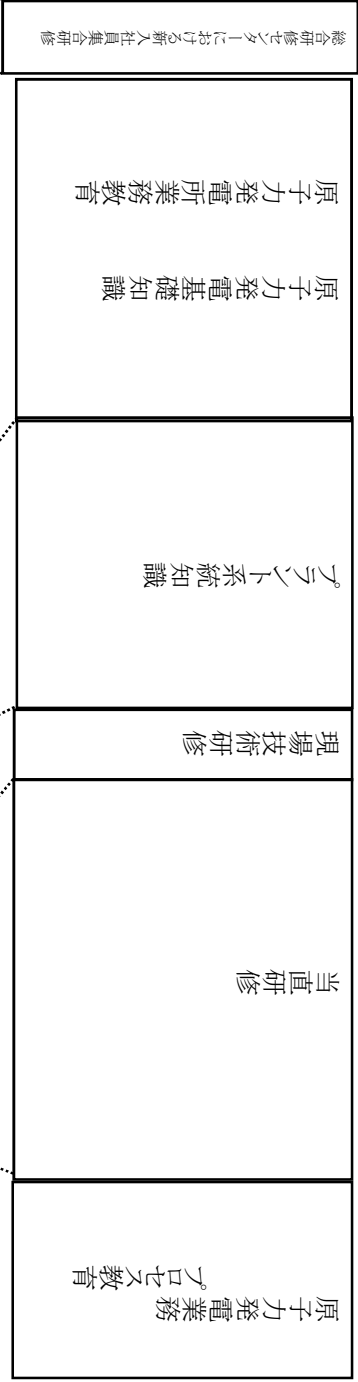 総合研修センターにおける新入社員集合研修
原子力発電所業務教育
原子力発電基礎知識
プラント系統知識
現場技術研修
当直研修
原子力発電業務
プロセス教育